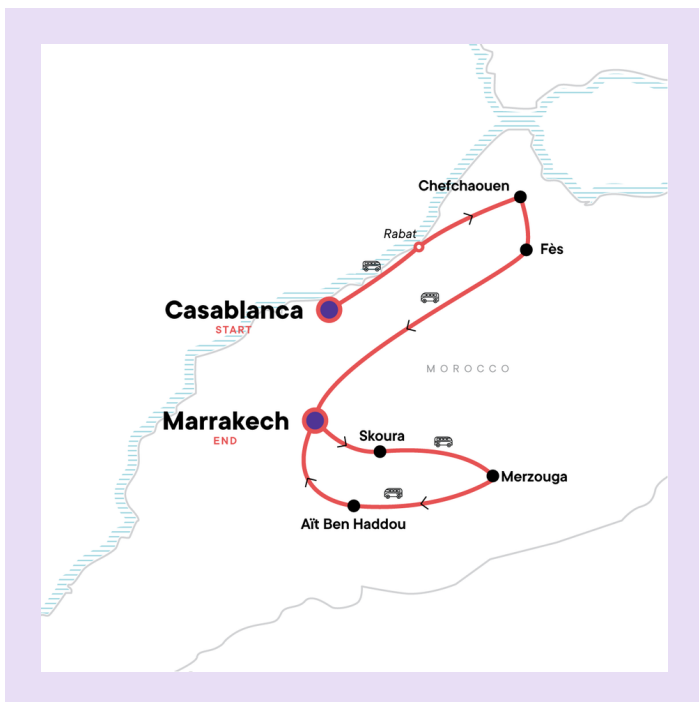 Chefchaouen
Rabat
Fès
Casablanca
START
MOROCCO
Marrakech
END
Skoura
Merzouga
Aït Ben Haddou